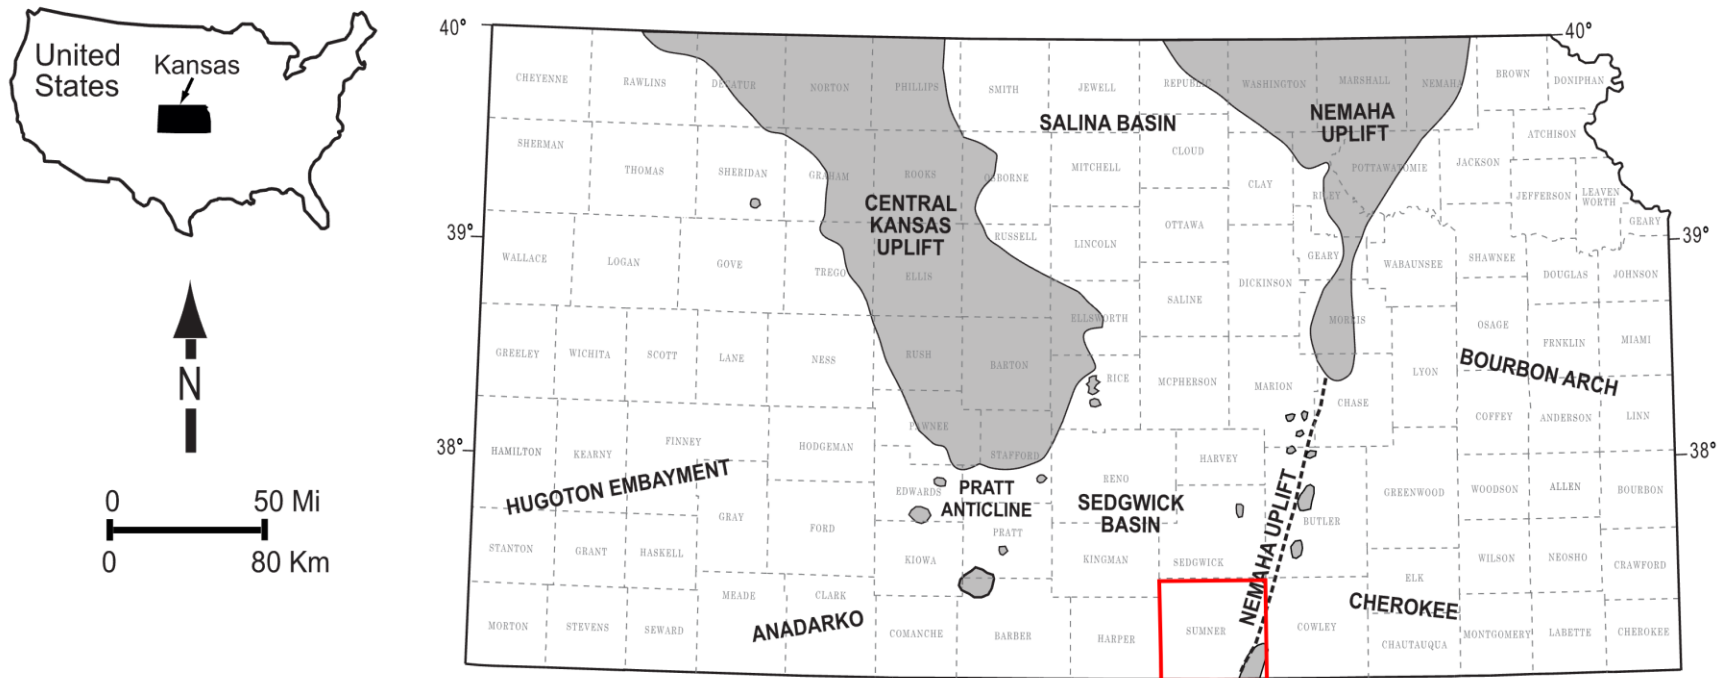 United
States
Kansas
N
0 50 Mi
0 80 Km
40°
40°
39°
39°
38°
38°
CHEYENNE
RAWLINS
DECATUR
NORTON
PHILLIPS
SMITH
JEWELL
REPUBLIC
WASHINGTON
MARSHALL
NEMAHA
BROWN
DONIPHAN
SALINA BASIN
NEMAHA
UPLIFT
SHERMAN
THOMAS
SHERIDAN
GRAHAM
ROOKS
OSBORNE
MITCHELL
CLOUD
CLAY
RILEY
POTTAWATOMIE
JACKSON
ATCHISON
JEFFERSON
LEAVEN
WORTH
GEARY
CENTRAL
KANSAS
UPLIFT
WALLACE
LOGAN
GOVE
TREGO
ELLIS
RUSSELL
LINCOLN
OTTAWA
SALINE
DICKINSON
GEARY
WABAUNSEE
SHAWNEE
DOUGLAS
JOHNSON
GREELEY
WICHITA
SCOTT
LANE
NESS
RUSH
BARTON
ELLSWORTH
RICE
MCPHERSON
MARION
MORRIS
CHASE
LYON
OSAGE
FRNKLIN
MIAMI
BOURBON ARCH
COFFEY
ANDERSON
LINN
HAMILTON
KEARNY
FINNEY
HODGEMAN
PAWNEE
STAFFORD
RENO
HARVEY
HUGOTON EMBAYMENT
EDWARDS
PRATT
ANTICLINE
SEDGWICK
BASIN
NEMAHA UPLIFT
BUTLER
GREENWOOD
WOODSON
ALLEN
BOURBON
GRAY
FORD
PRATT
STANTON
GRANT
HASKELL
KIOWA
KINGMAN
SEDGWICK
ELK
WILSON
NEOSHO
CRAWFORD
MEADE
CLARK
ANADARKO
CHEROKEE
MORTON
STEVENS
SEWARD
COMANCHE
BARBER
HARPER
SUMNER
COWLEY
CHAUTAUQUA
MONTGOMERY
LABETTE
CHEROKEE